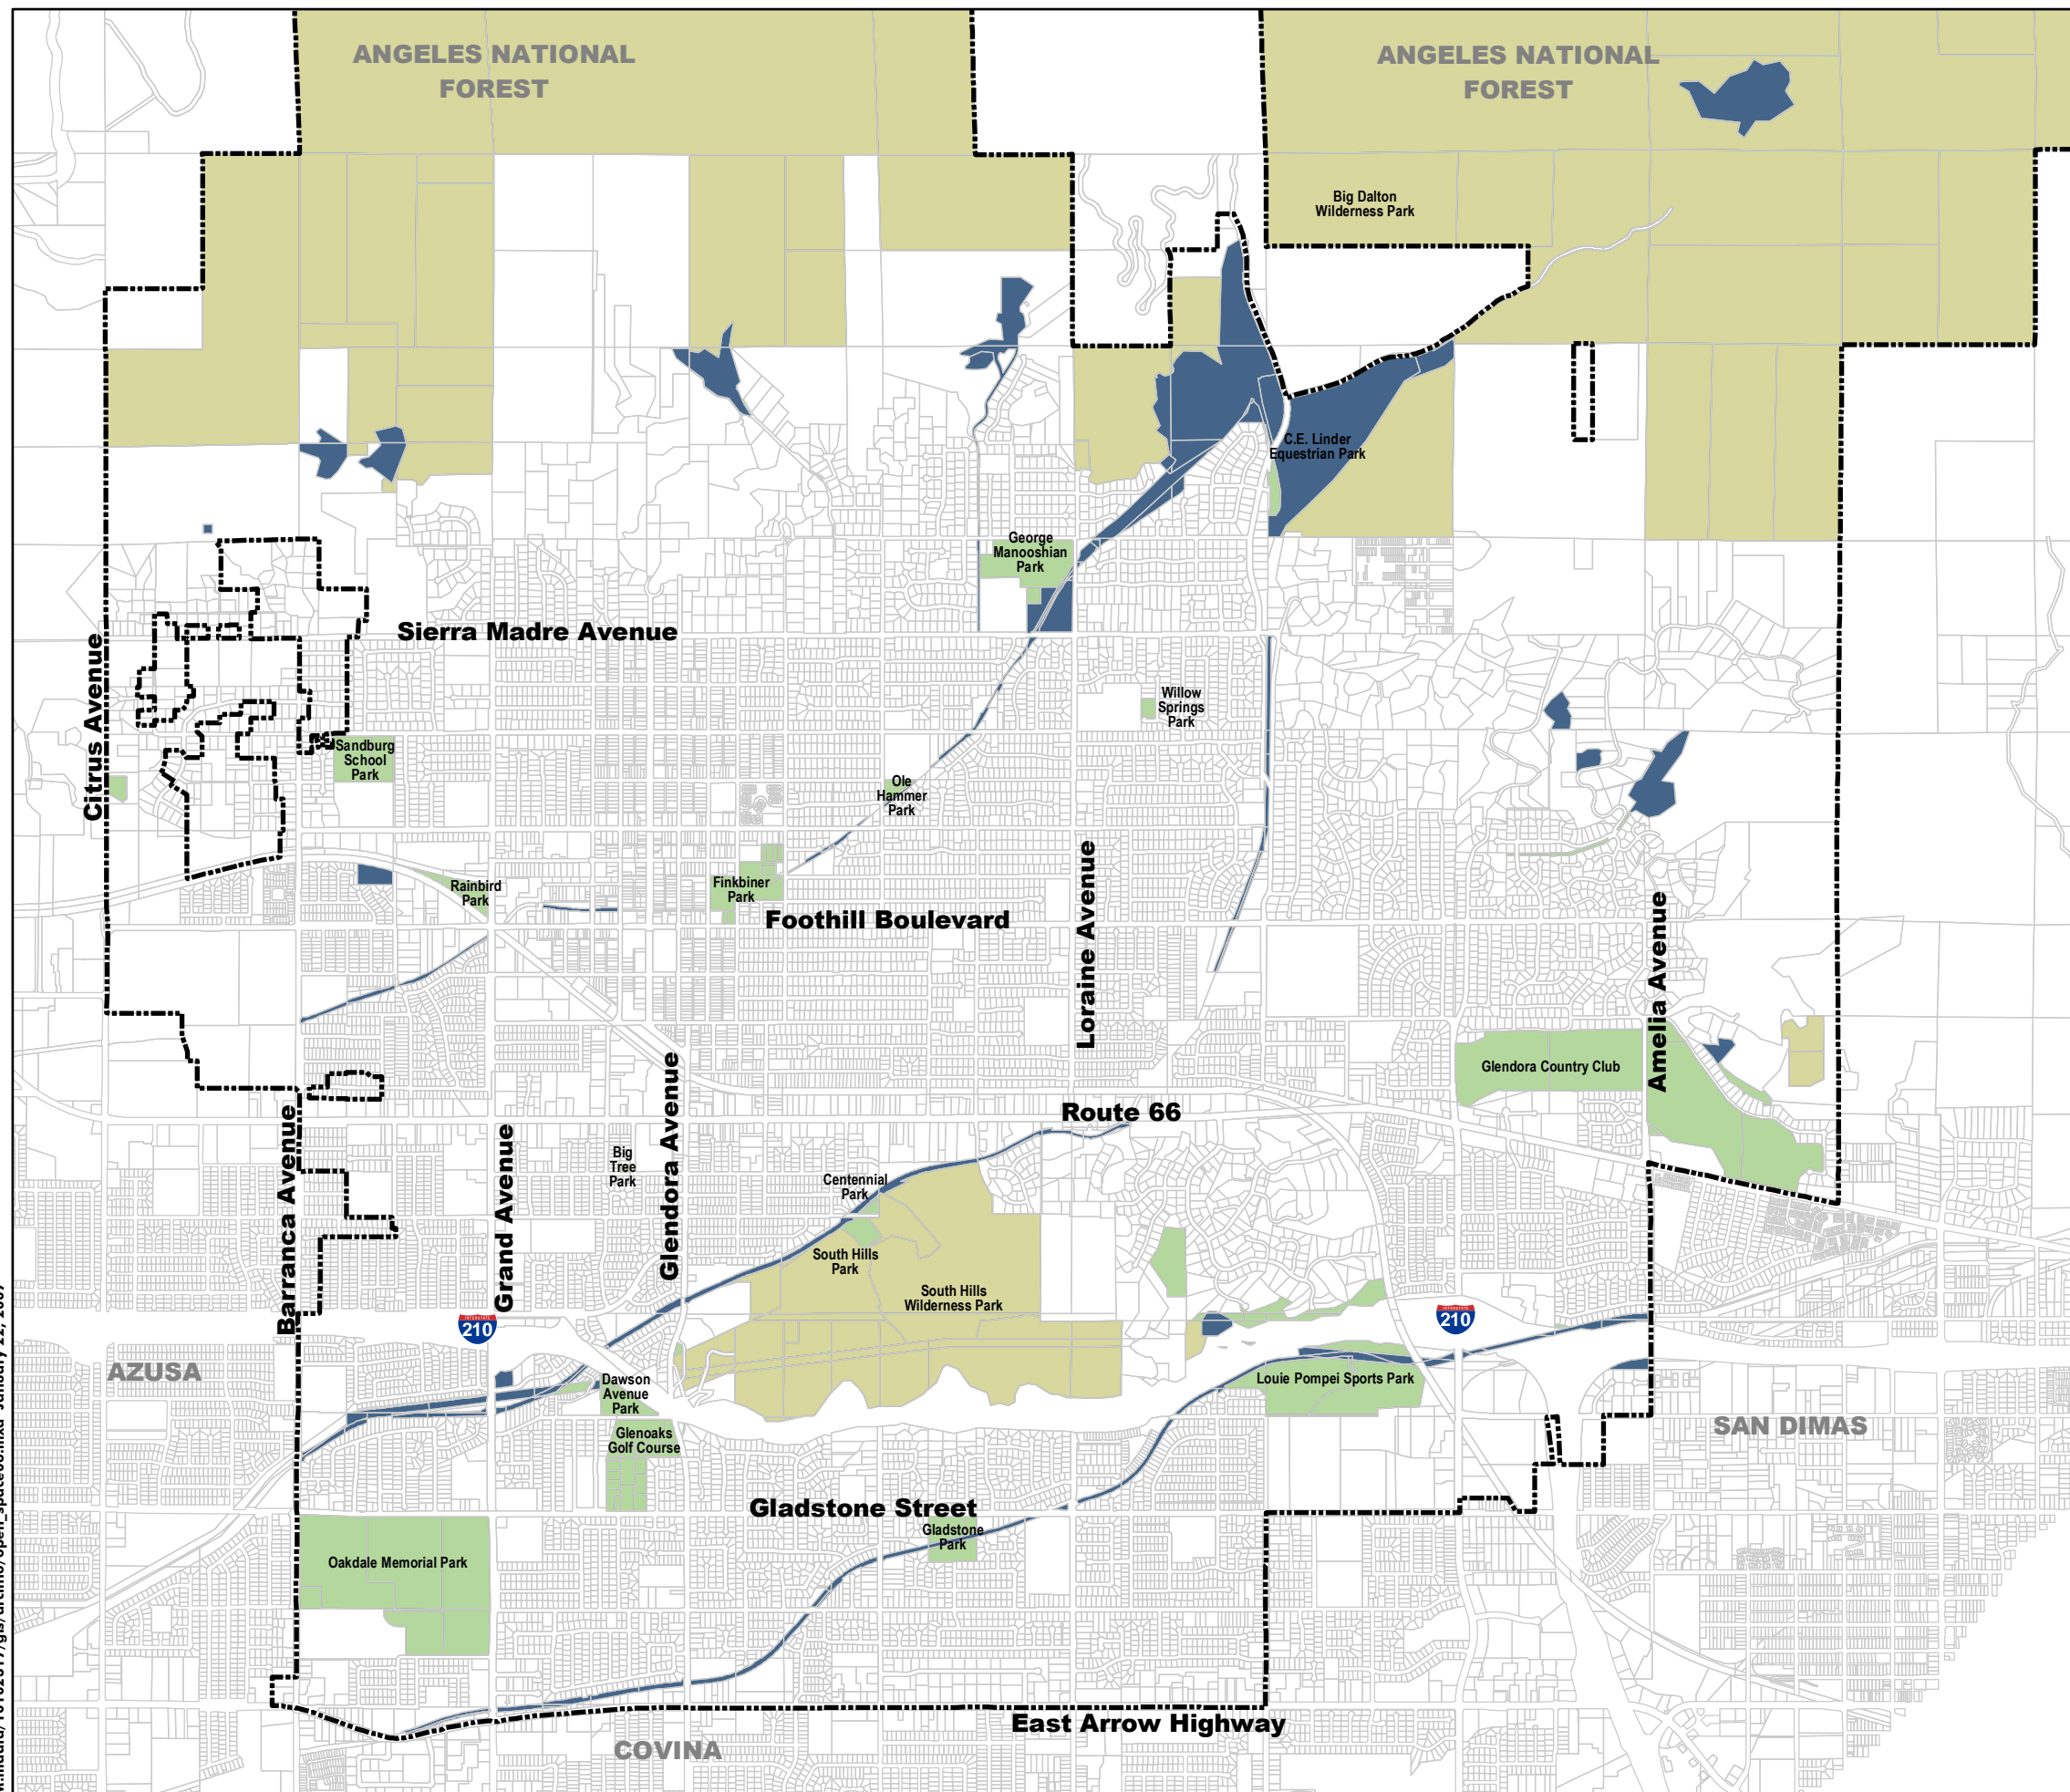 ANGELES NATIONAL
FOREST
ANGELES NATIONAL
FOREST
Big Dalton
Wilderness Park
C.E. Linder
Equestrian Park
George
Manooshian
Park
Sierra Madre Avenue
Citrus Avenue
Willow
Springs
Park
Sandburg
School
Park
Ole
Hammer
Park
Rainbird
Park
Finkbiner
Park
Foothill Boulevard
Loraine Avenue
Amelia Avenue
Glendora Country Club
Route 66
Barranca Avenue
Grand Avenue
Glendora Avenue
Big
Tree
Park
Centennial
Park
South Hills
Park
South Hills
Wilderness Park
INTERSTATE
210
INTERSTATE
210
AZUSA
Dawson
Avenue
Park
Louie Pompei Sports Park
Glenoaks
Golf Course
SAN DIMAS
Gladstone Street
Gladstone
Park
Oakdale Memorial Park
East Arrow Highway
COVINA